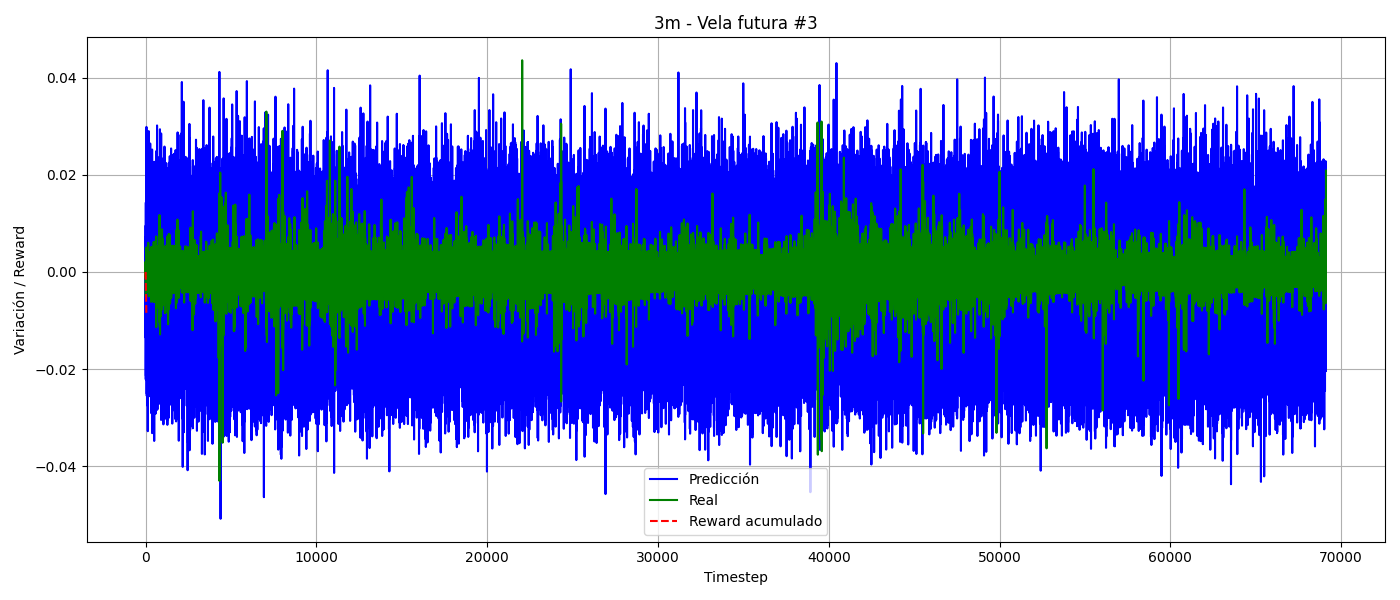 3m - Vela futura #3
Variación / Reward
0.04
0.02
0.00
−0.02
−0.04
Predicción
Real
Reward acumulado
0
10000
20000
30000
40000
50000
60000
70000
Timestep